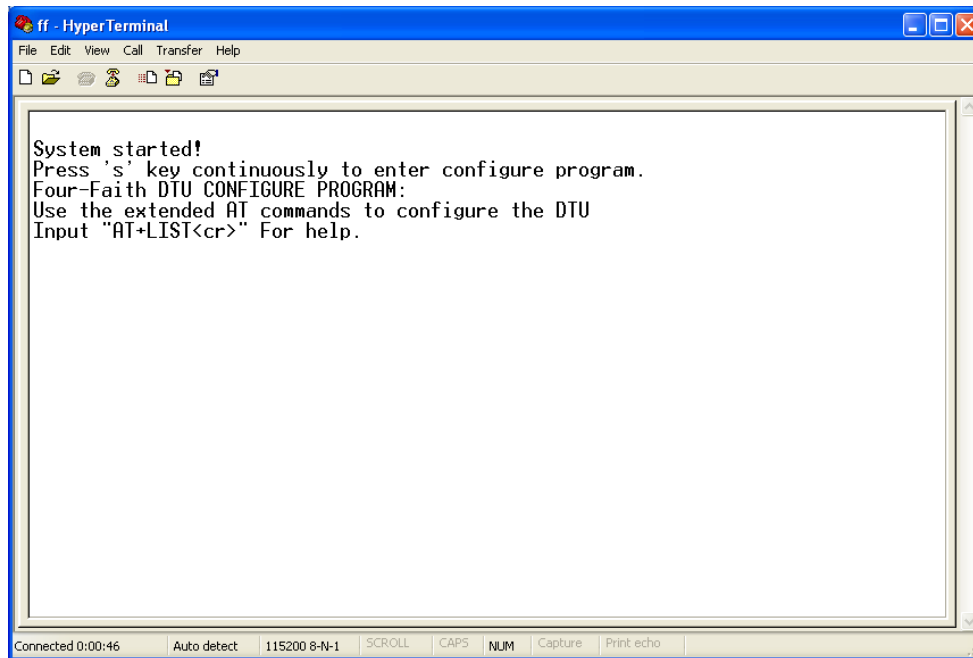 ff - HyperTerminal
File Edit View Call Transfer Help
System started!
Press 's' key continuously to enter configure program.
Four-Faith DTU CONFIGURE PROGRAM:
Use the extended AT commands to configure the DTU
Input "AT+LIST<cr>" For help.
Connected 0:00:46 Auto detect 115200 8-N-1 SCROLL CAPS NUM Capture Print echo